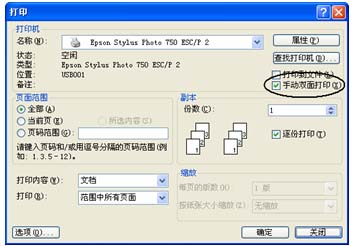 打印
打印机
名称(N): Epson Stylus Photo 750 ESC/P 2
属性(P)
状态: 空闲
查找打印机(D)...
类型: Epson Stylus Photo 750 ESC/P 2
位置: USB001
打印到文件(L)
备注:
手动双面打印(X)
页面范围
全部(A)
当前页(E) 所选内容(S)
页码范围(G):
请键入页码和/或用逗号分隔的页码范围(例
如: 1.3.5-12)。
副本
份数(C): 1
逐份打印(T)
打印内容(W): 文档
打印(R): 范围中所有页面
缩放
每页的版数(H) 1 版
按纸张大小缩放(Z) 无缩放
选项(O)... 确定 关闭